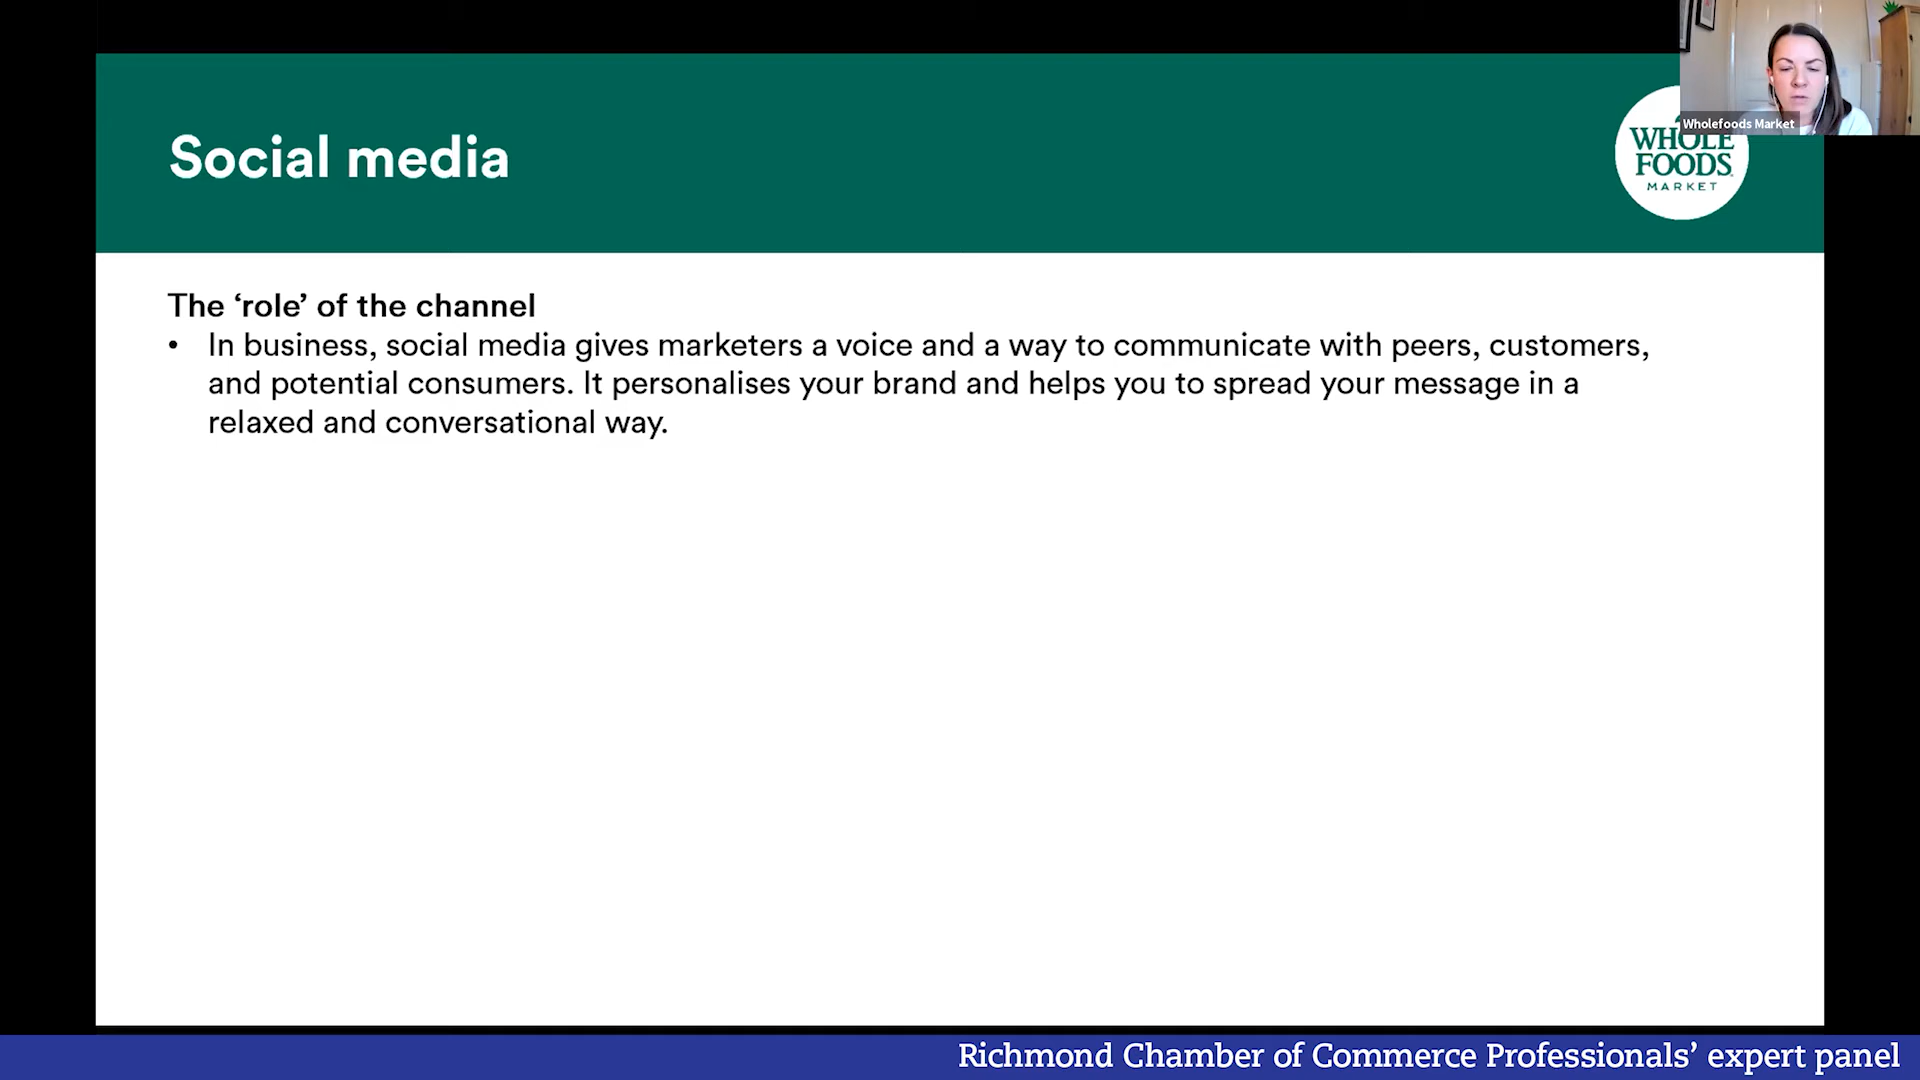 Social media
Wholefoods Market
WHOLE
FOODS
MARKET
The ‘role’ of the channel
• In business, social media gives marketers a voice and a way to communicate with peers, customers,
and potential consumers. It personalises your brand and helps you to spread your message in a
relaxed and conversational way.
Richmond Chamber of Commerce Professionals’ expert panel